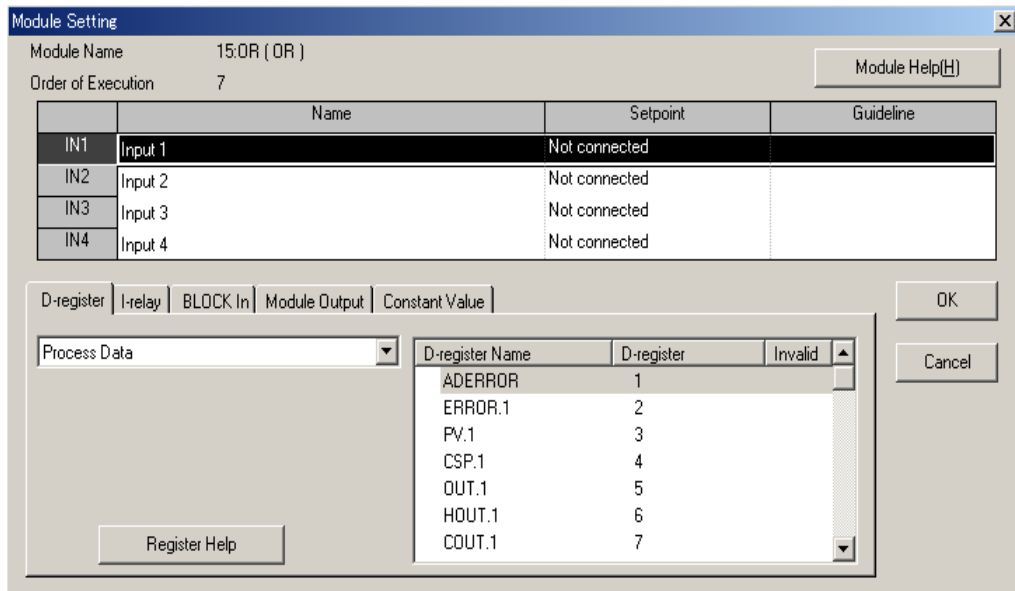 Module Setting
Module Name 15:OR ( OR )
Module Help(H)
Order of Execution 7
Name Setpoint Guideline
IN1 Input 1 Not connected
IN2 Input 2 Not connected
IN3 Input 3 Not connected
IN4 Input 4 Not connected
D-register I-relay BLOCK In Module Output Constant Value
OK
Process Data
D-register Name D-register Invalid
Cancel
ADERROR 1
ERROR.1 2
PV.1 3
CSP.1 4
OUT.1 5
HOUT.1 6
COUT.1 7
Register Help